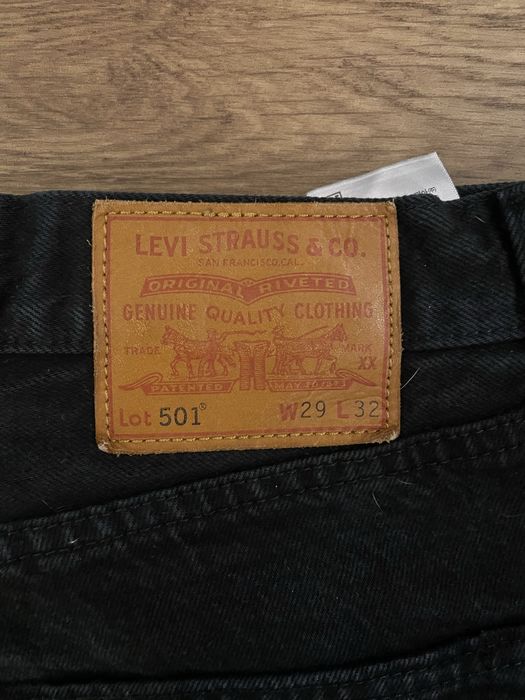 LEVI STRAUSS & CO.
SAN FRANCISCO, CAL.
ORIGINAL RIVETED
GENUINE QUALITY CLOTHING
TRADE MARK
XX
PATENTED MAY 20 1873
Lot 501® W29 L32